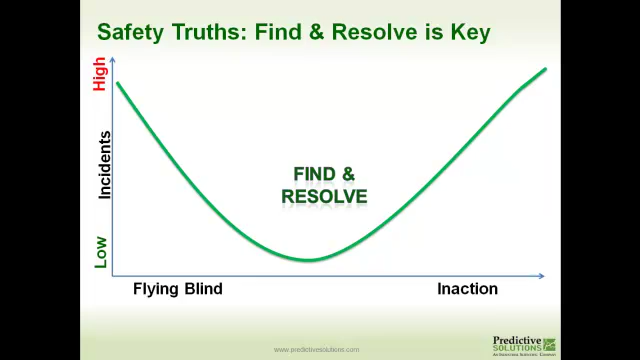 Safety Truths: Find & Resolve is Key
High
Incidents
Low
FIND &
RESOLVE
Flying Blind
Inaction
www.predictivesolutions.com
Predictive
SOLUTIONS